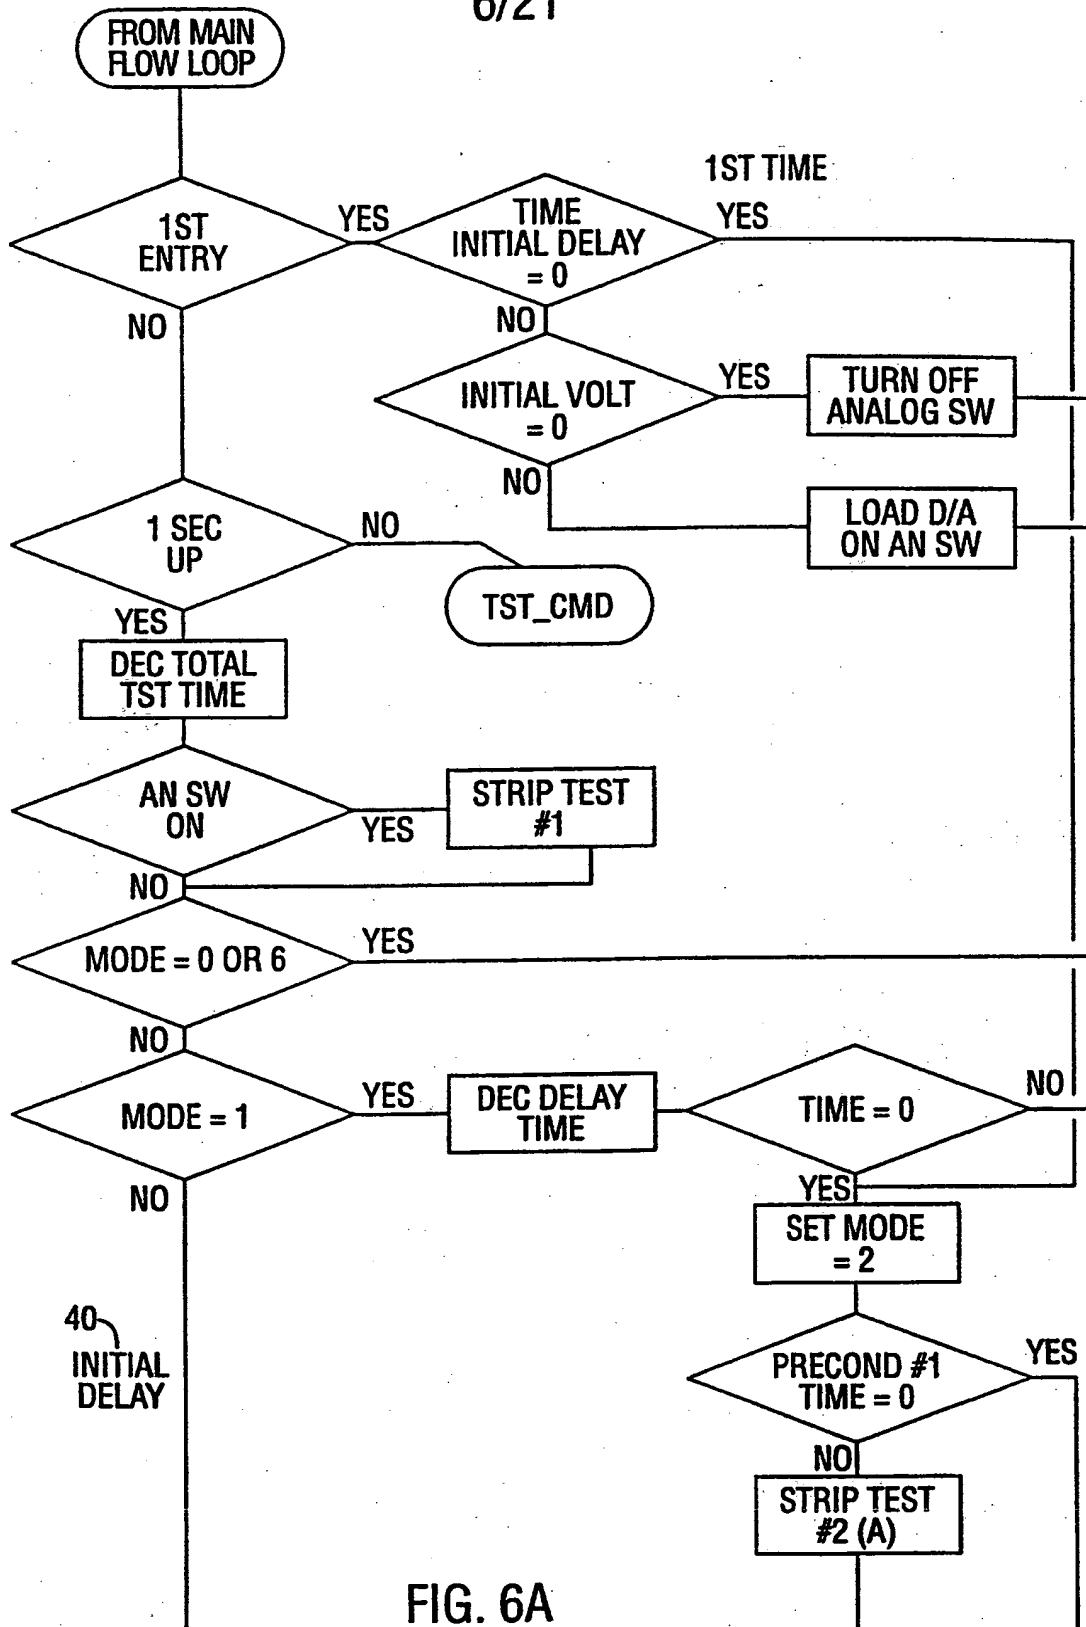 6/21
FROM MAIN
FLOW LOOP
1ST TIME
1ST
ENTRY
YES
NO
TIME
INITIAL DELAY
= 0
YES
NO
INITIAL VOLT
= 0
YES
NO
TURN OFF
ANALOG SW
LOAD D/A
ON AN SW
1 SEC
UP
NO
YES
TST_CMD
DEC TOTAL
TST TIME
AN SW
ON
YES
NO
STRIP TEST
#1
MODE = 0 OR 6
YES
NO
MODE = 1
YES
NO
DEC DELAY
TIME
TIME = 0
NO
YES
SET MODE
= 2
40
INITIAL
DELAY
PRECOND #1
TIME = 0
YES
NO
STRIP TEST
#2 (A)
FIG. 6A